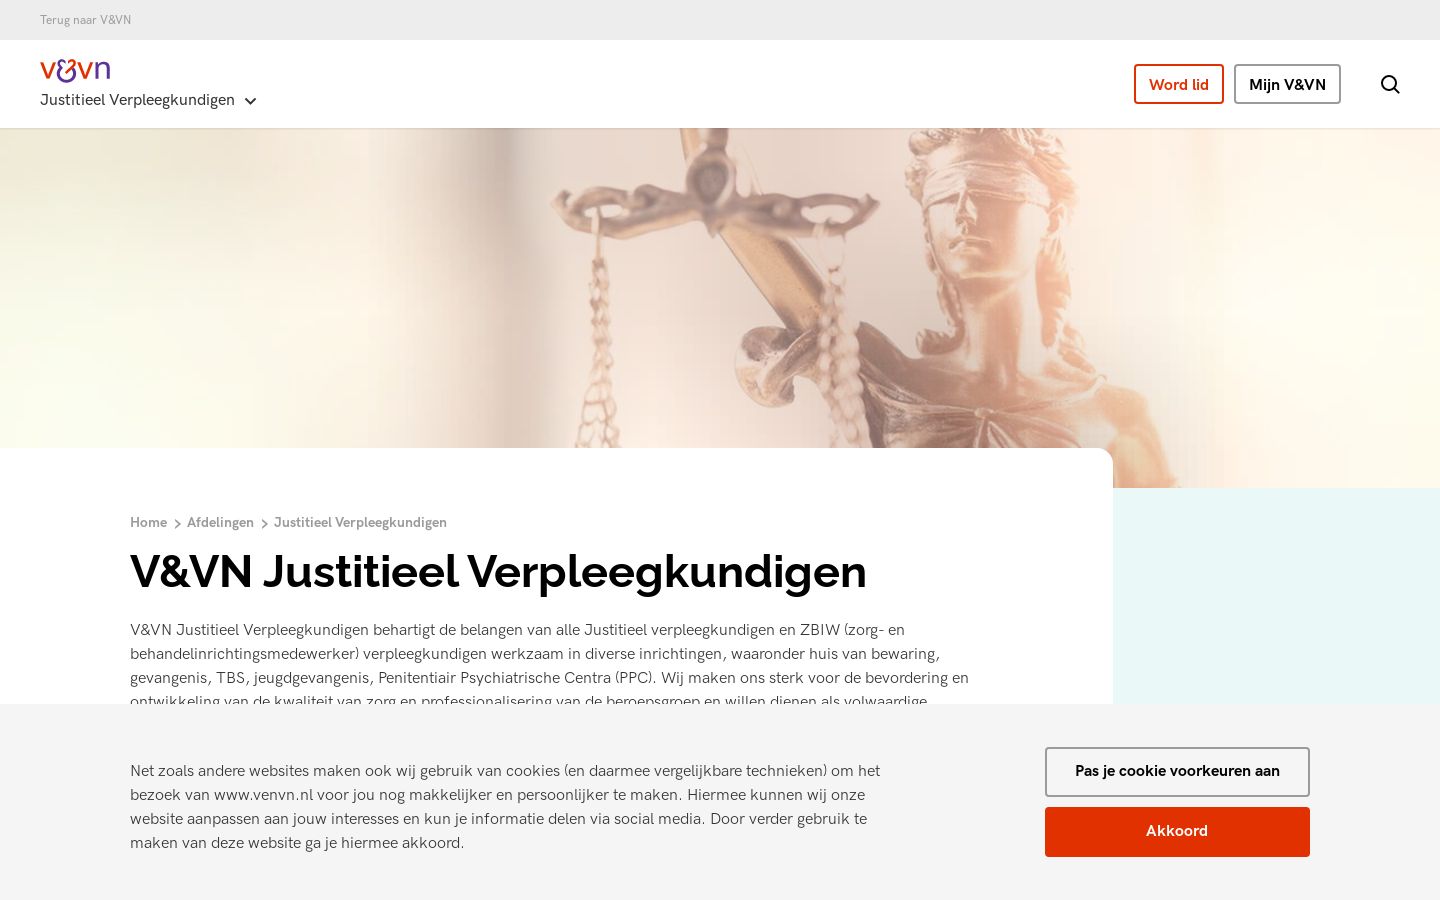 Terug naar V&VN
V&VN
Justitieel Verpleegkundigen
Word lid
Mijn V&VN
Home > Afdelingen > Justitieel Verpleegkundigen
V&VN Justitieel Verpleegkundigen
V&VN Justitieel Verpleegkundigen behartigt de belangen van alle Justitieel verpleegkundigen en ZBIW (zorg- en
behandelinrichtingsmedewerker) verpleegkundigen werkzaam in diverse inrichtingen, waaronder huis van bewaring,
gevangenis, TBS, jeugdgevangenis, Penitentiair Psychiatrische Centra (PPC). Wij maken ons sterk voor de bevordering en
ontwikkeling van de kwaliteit van zorg en professionalisering van de beroepsgroep en willen dienen als volwaardige
Net zoals andere websites maken ook wij gebruik van cookies (en daarmee vergelijkbare technieken) om het
bezoek van www.venvn.nl voor jou nog makkelijker en persoonlijker te maken. Hiermee kunnen wij onze
website aanpassen aan jouw interesses en kun je informatie delen via social media. Door verder gebruik te
maken van deze website ga je hiermee akkoord.
Pas je cookie voorkeuren aan
Akkoord